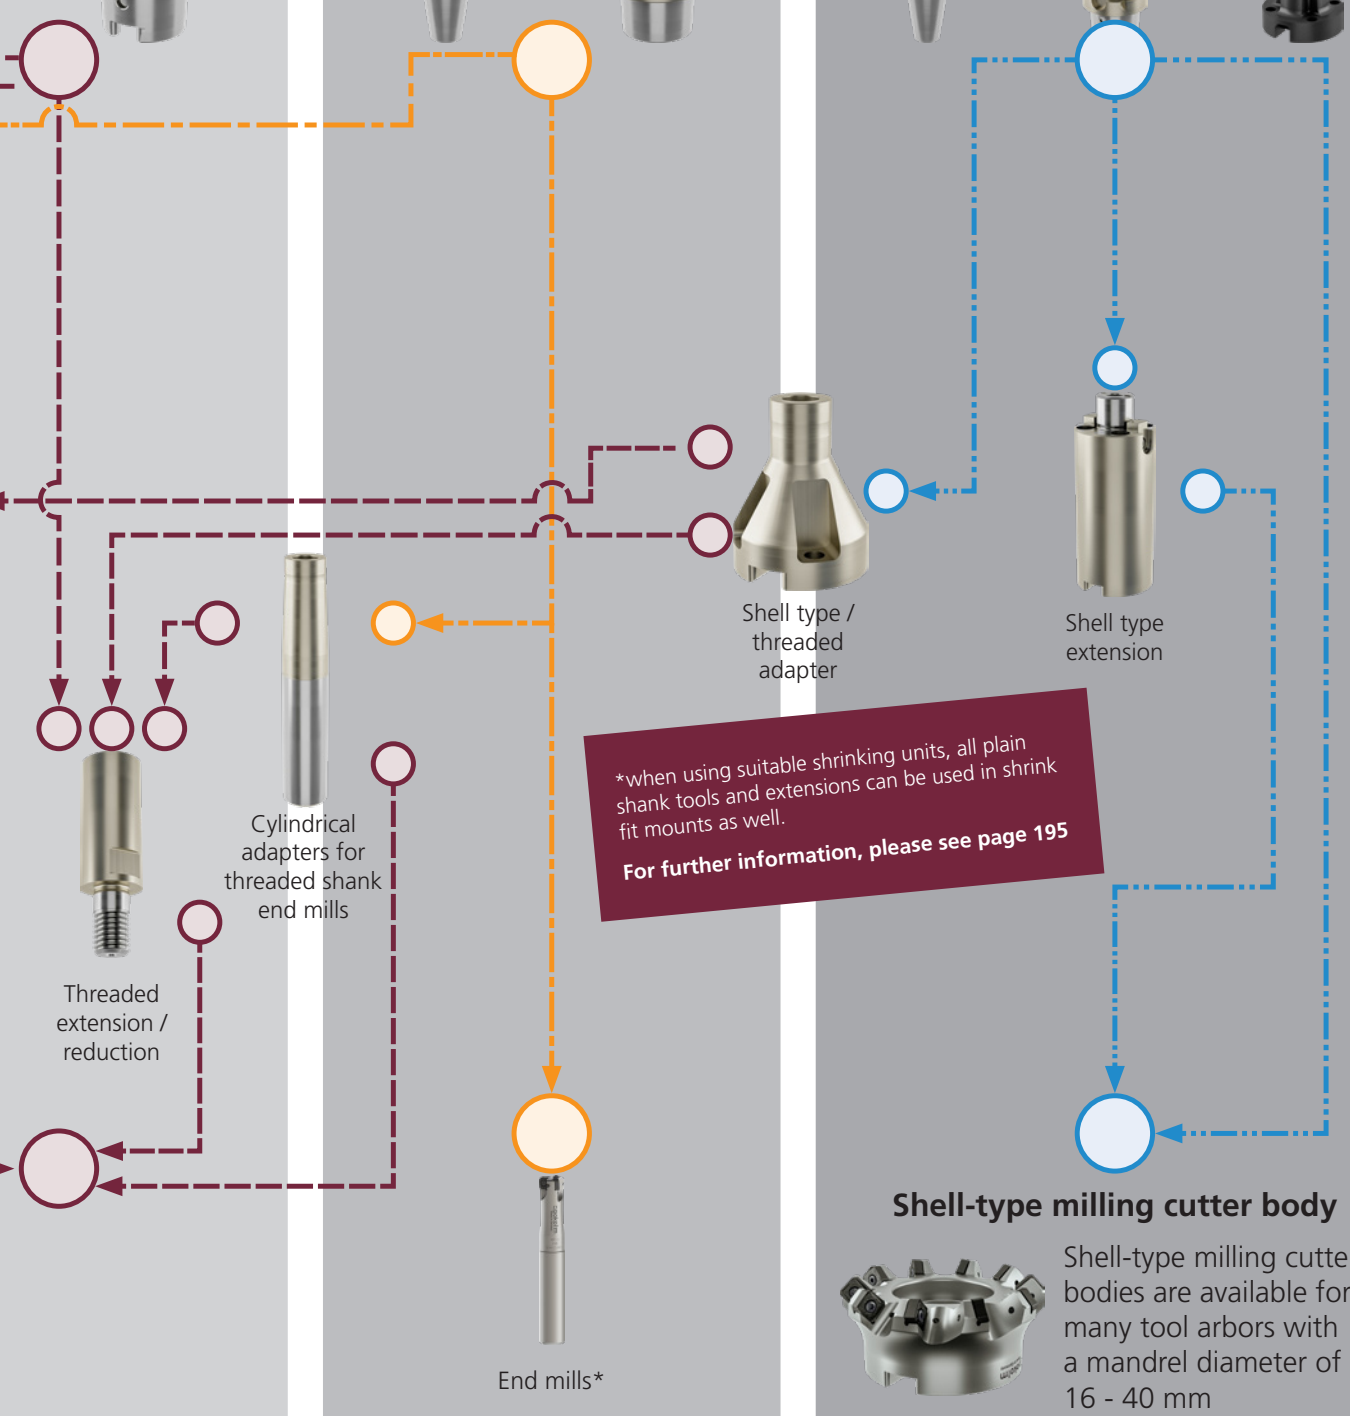 Shell type /
threaded
adapter
Shell type
extension
*when using suitable shrinking units, all plain
shank tools and extensions can be used in shrink
fit mounts as well.
For further information, please see page 195
Cylindrical
adapters for
threaded shank
end mills
Threaded
extension /
reduction
End mills*
Shell-type milling cutter body
Shell-type milling cutte
bodies are available for
many tool arbors with
a mandrel diameter of
16 - 40 mm